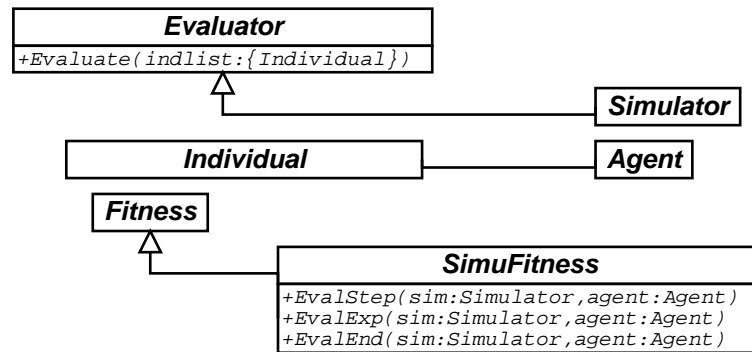 Evaluator
+Evaluate(indlist:{Individual})
Simulator
Individual
Agent
Fitness
SimuFitness
+EvalStep(sim:Simulator,agent:Agent)
+EvalExp(sim:Simulator,agent:Agent)
+EvalEnd(sim:Simulator,agent:Agent)